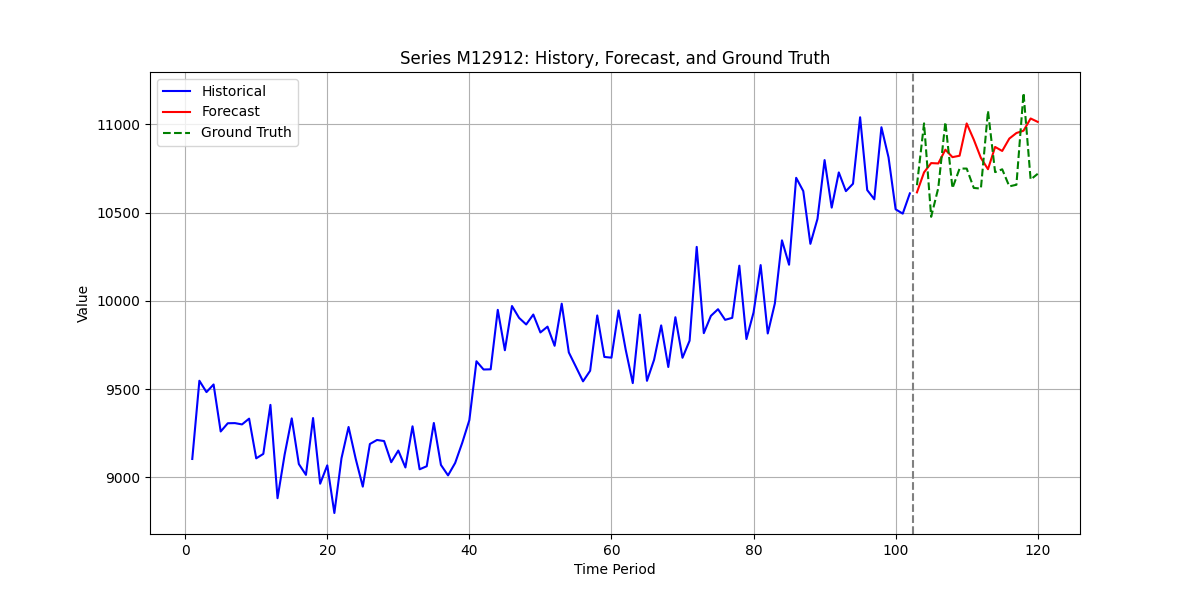 Series M12912: History, Forecast, and Ground Truth
Historical
Forecast
Ground Truth
Value
11000
10500
10000
9500
9000
0 20 40 60 80 100 120
Time Period